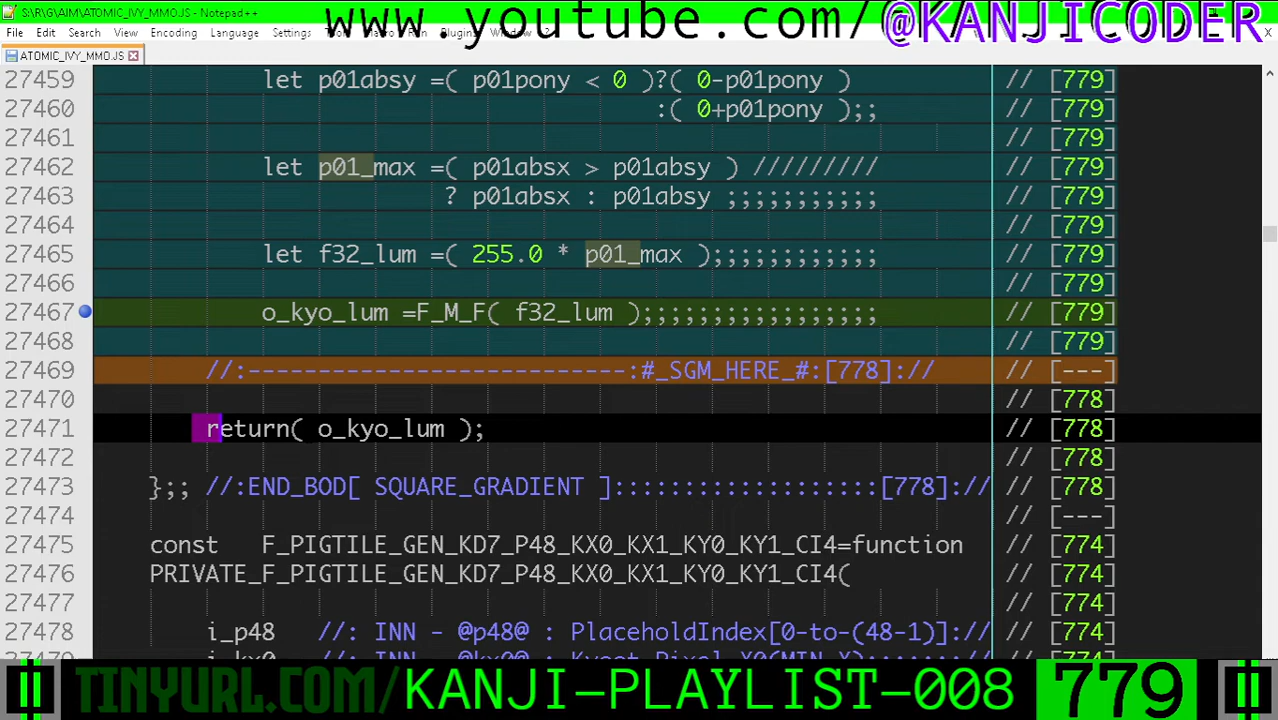 S:\R\G\AIM\ATOMIC_IVY_MMO.JS - Notepad++
www.youtube.com/@KANJICODER
File Edit Search View Encoding Language Settings Plugins
ATOMIC_IVY_MMO.JS
27459 let p01absy =( p01pony < 0 )?( 0-p01pony ) // [779]
27460 :( 0+p01pony );; // [779]
27461 // [779]
27462 let p01_max =( p01absx > p01absy ) ///////// // [779]
27463 ? p01absx : p01absy ;;;;;;;;;;; // [779]
27464 // [779]
27465 let f32_lum =( 255.0 * p01_max );;;;;;;;;;;; // [779]
27466 // [779]
27467 o_kyo_lum =F_M_F( f32_lum );;;;;;;;;;;;;;;;; // [779]
27468 // [779]
27469 //:---------------------------:#_SGM_HERE_#:[778]:// // [---]
27470 // [778]
27471 return( o_kyo_lum ); // [778]
27472 // [778]
27473 };; //:END_BOD[ SQUARE_GRADIENT ]:::::::::::::::::::[778]:// // [778]
27474 // [---]
27475 const F_PIGTILE_GEN_KD7_P48_KX0_KX1_KY0_KY1_CI4=function // [774]
27476 PRIVATE_F_PIGTILE_GEN_KD7_P48_KX0_KX1_KY0_KY1_CI4( // [774]
27477 // [774]
27478 i_p48 //: INN - @p48@ : PlaceholdIndex[0-to-(48-1)]:// // [774]
TINYURL.COM/KANJI-PLAYLIST-008 779